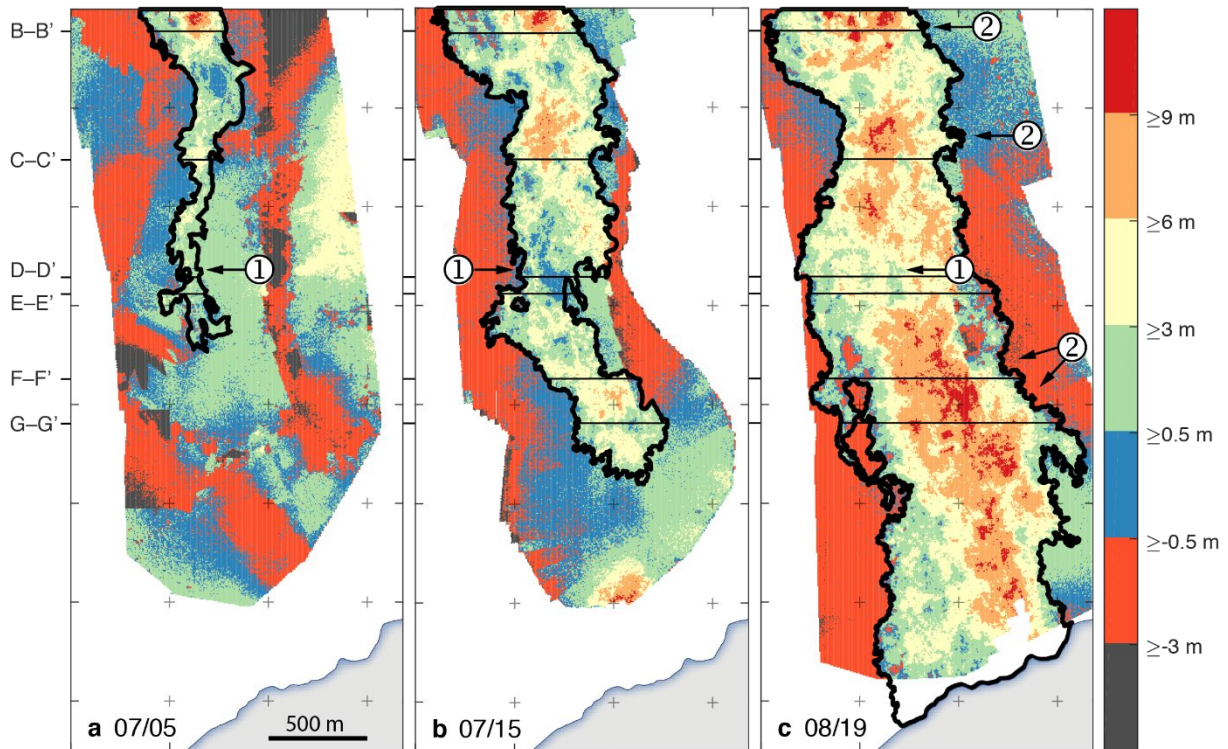 B–B'
C–C'
D–D'
E–E'
F–F'
G–G'
1
a 07/05
500 m
1
b 07/15
2
2
1
2
c 08/19
≥9 m
≥6 m
≥3 m
≥0.5 m
≥-0.5 m
≥-3 m